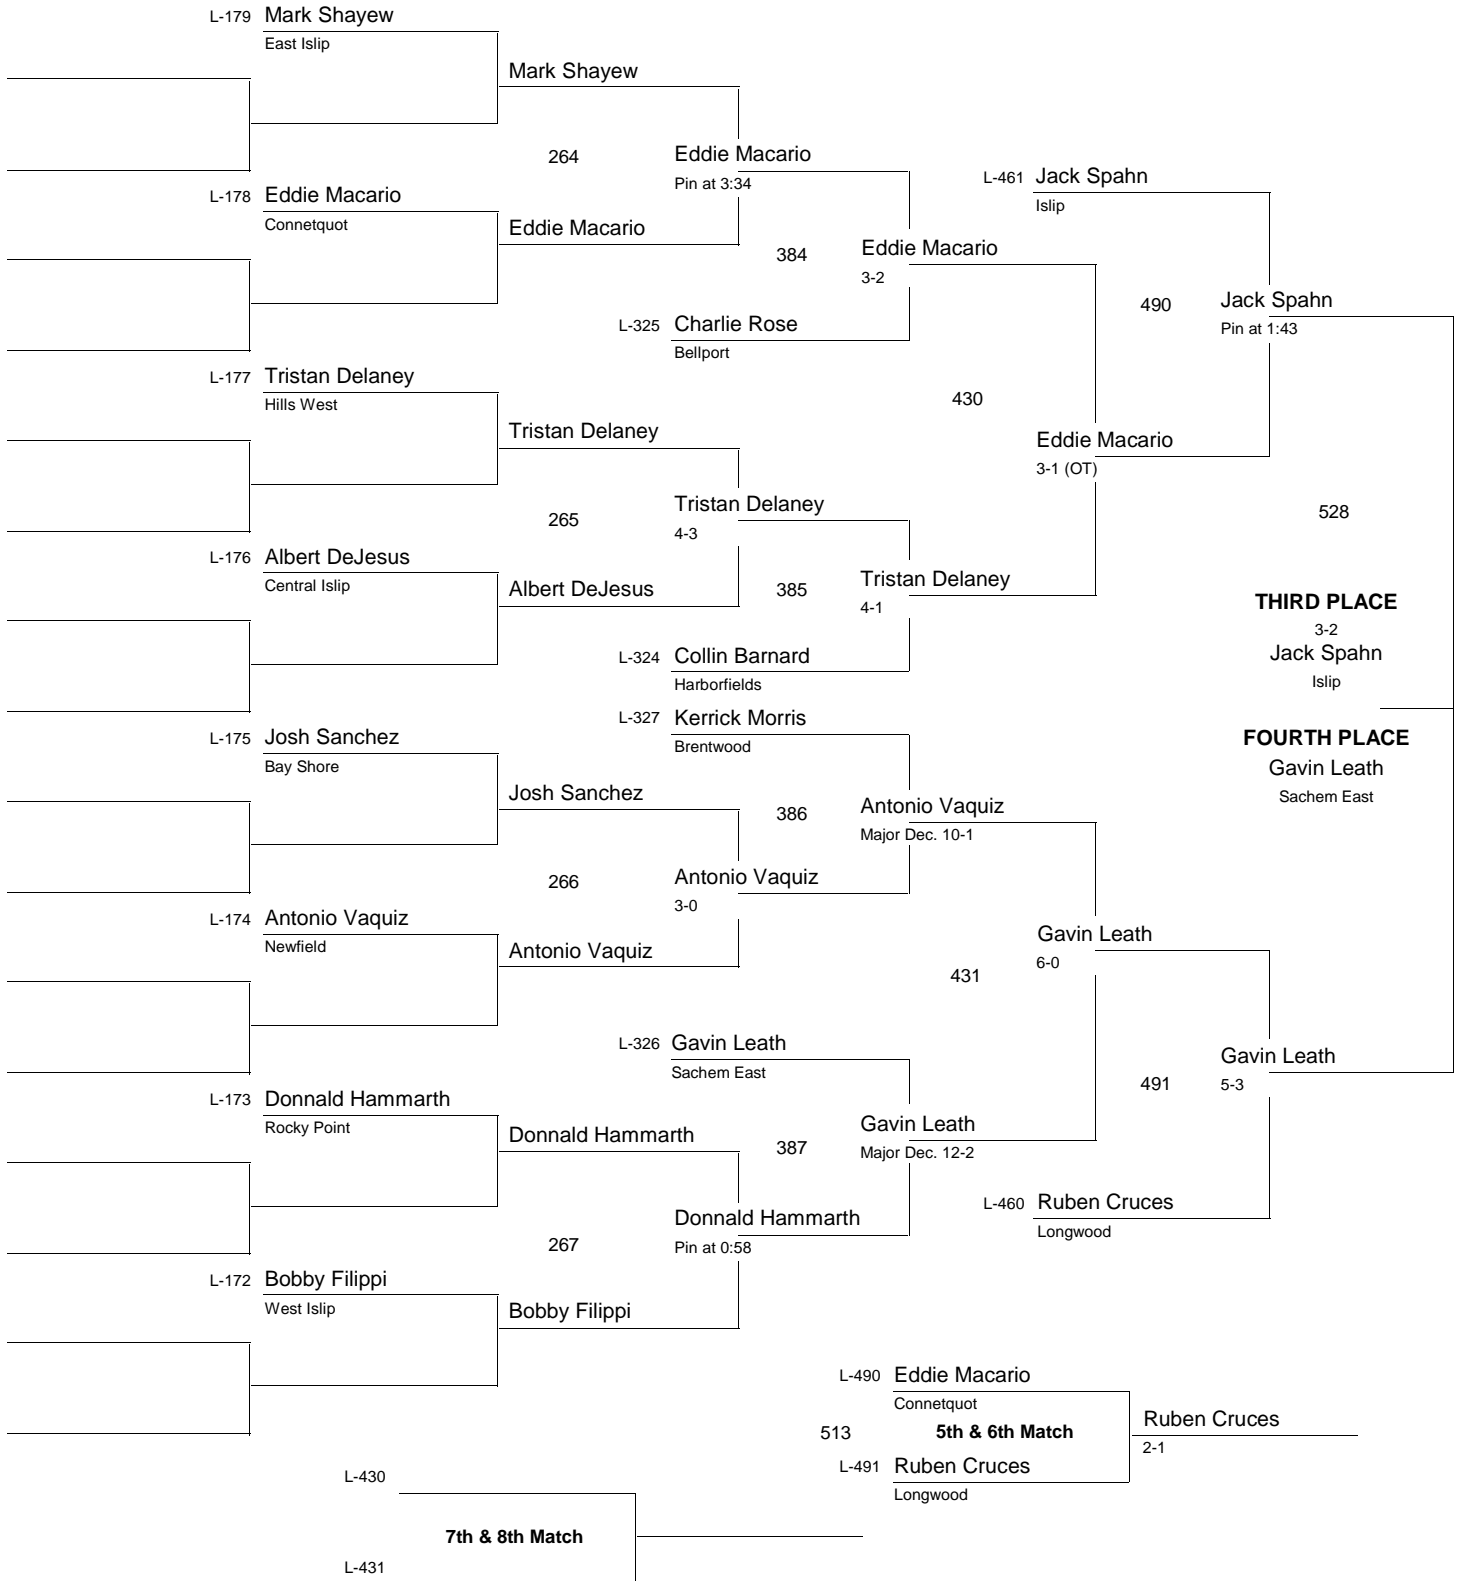 L-179 Mark Shayew
East Islip
Mark Shayew
264
Eddie Macario
Pin at 3:34
L-461 Jack Spahn
Islip
L-178 Eddie Macario
Connetquot
Eddie Macario
384
Eddie Macario
3-2
490
Jack Spahn
Pin at 1:43
L-325 Charlie Rose
Bellport
L-177 Tristan Delaney
Hills West
430
Tristan Delaney
Eddie Macario
3-1 (OT)
265
Tristan Delaney
4-3
528
L-176 Albert DeJesus
Central Islip
Albert DeJesus
385
Tristan Delaney
4-1
THIRD PLACE
3-2
Jack Spahn
Islip
L-324 Collin Barnard
Harborfields
L-327 Kerrick Morris
Brentwood
L-175 Josh Sanchez
Bay Shore
FOURTH PLACE
Gavin Leath
Sachem East
Josh Sanchez
386
Antonio Vaquiz
Major Dec. 10-1
266
Antonio Vaquiz
3-0
L-174 Antonio Vaquiz
Newfield
Antonio Vaquiz
Gavin Leath
6-0
431
L-326 Gavin Leath
Sachem East
Gavin Leath
5-3
491
L-173 Donnald Hammarth
Rocky Point
Donnald Hammarth
387
Gavin Leath
Major Dec. 12-2
L-460 Ruben Cruces
Longwood
Donnald Hammarth
Pin at 0:58
267
L-172 Bobby Filippi
West Islip
Bobby Filippi
L-490 Eddie Macario
Connetquot
513
5th & 6th Match
Ruben Cruces
2-1
L-491 Ruben Cruces
Longwood
L-430
7th & 8th Match
L-431